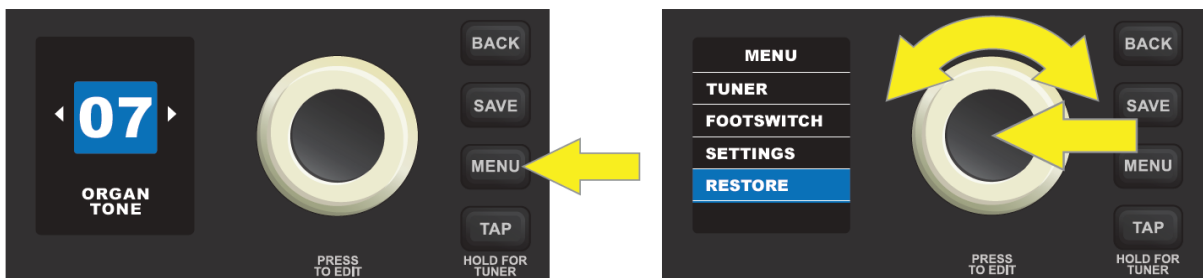 07
ORGAN
TONE
PRESS
TO EDIT
BACK
SAVE
MENU
TAP
HOLD FOR
TUNER
MENU
TUNER
FOOTSWITCH
SETTINGS
RESTORE
PRESS
TO EDIT
BACK
SAVE
MENU
TAP
HOLD FOR
TUNER